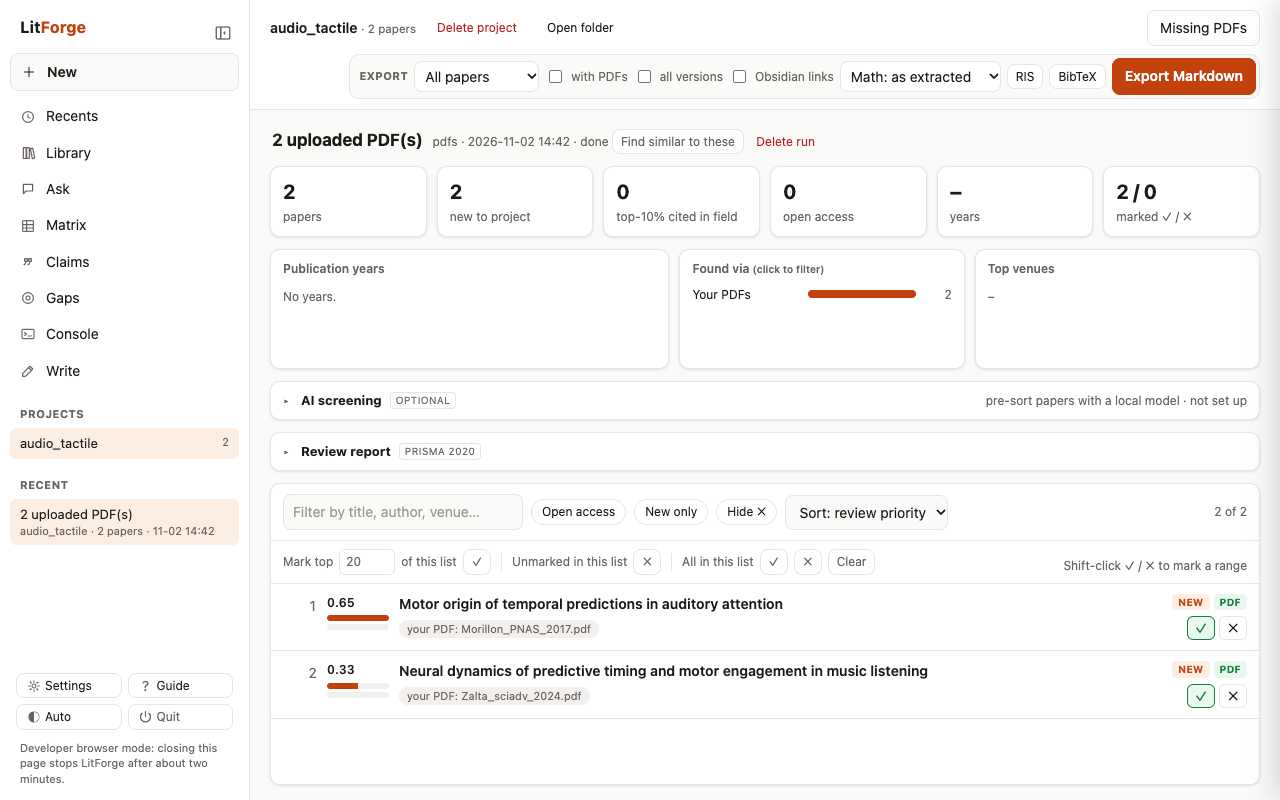 LitForge
New
Recents
Library
Ask
Matrix
Claims
Gaps
Console
Write
PROJECTS
audio_tactile 2
RECENT
2 uploaded PDF(s)
audio_tactile · 2 papers · 11-02 14:42
Settings
Guide
Auto
Quit
Developer browser mode: closing this
page stops LitForge after about two
minutes.
audio_tactile · 2 papers Delete project Open folder Missing PDFs
EXPORT All papers with PDFs all versions Obsidian links Math: as extracted RIS BibTeX Export Markdown
2 uploaded PDF(s) pdfs · 2026-11-02 14:42 · done Find similar to these Delete run
2
papers
2
new to project
0
top-10% cited in field
0
open access
–
years
2 / 0
marked ✓ / ✕
Publication years
No years.
Found via (click to filter)
Your PDFs 2
Top venues
–
AI screening OPTIONAL pre-sort papers with a local model · not set up
Review report PRISMA 2020
Filter by title, author, venue... Open access New only Hide ✕ Sort: review priority 2 of 2
Mark top 20 of this list ✓ Unmarked in this list ✕ All in this list ✓ ✕ Clear Shift-click ✓ / ✕ to mark a range
1 0.65 Motor origin of temporal predictions in auditory attention NEW PDF
your PDF: Morillon_PNAS_2017.pdf ✓ ✕
2 0.33 Neural dynamics of predictive timing and motor engagement in music listening NEW PDF
your PDF: Zalta_sciadv_2024.pdf ✓ ✕